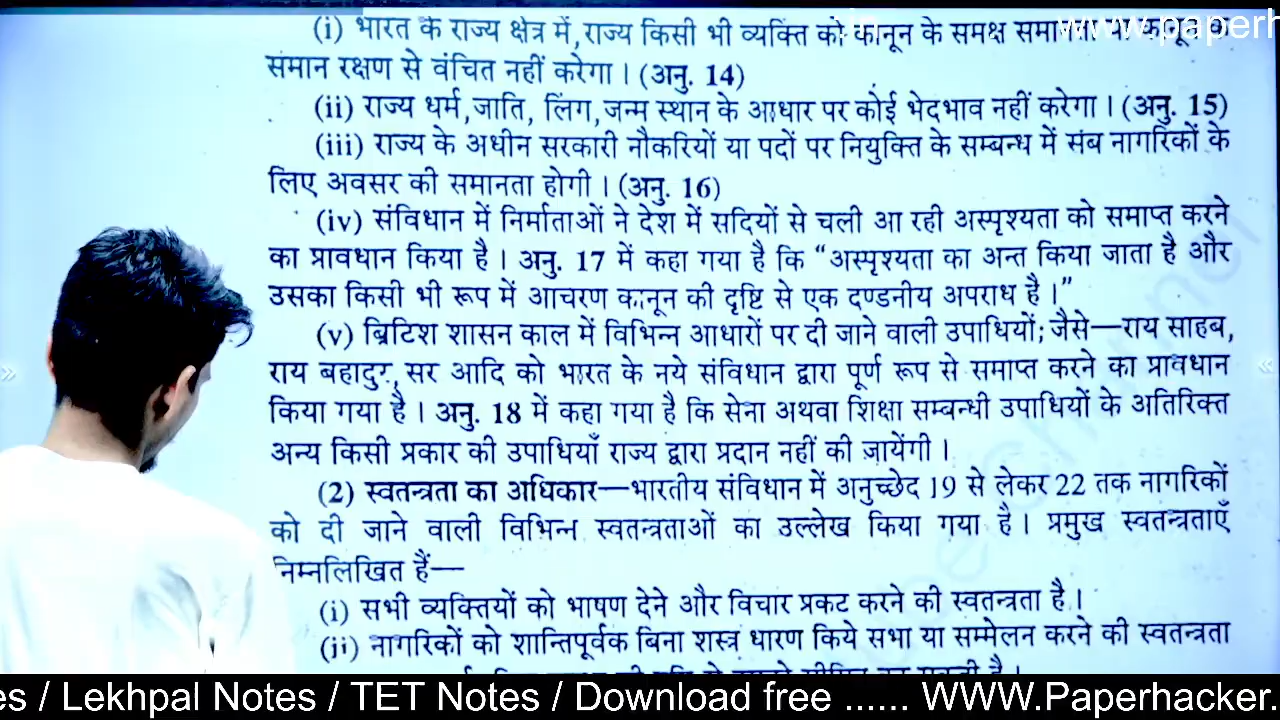 www.paperh
.in
(i) भारत के राज्य क्षेत्र में, राज्य किसी भी व्यक्ति को कानून के समक्ष समानता या कानून के
समान रक्षण से वंचित नहीं करेगा । (अनु. 14)
(ii) राज्य धर्म, जाति, लिंग, जन्म स्थान के आधार पर कोई भेदभाव नहीं करेगा । (अनु. 15)
(iii) राज्य के अधीन सरकारी नौकरियों या पदों पर नियुक्ति के सम्बन्ध में सब नागरिकों के
लिए अवसर की समानता होगी । (अनु. 16)
(iv) संविधान में निर्माताओं ने देश में सदियों से चली आ रही अस्पृश्यता को समाप्त करने
का प्रावधान किया है । अनु. 17 में कहा गया है कि “अस्पृश्यता का अन्त किया जाता है और
उसका किसी भी रूप में आचरण कानून की दृष्टि से एक दण्डनीय अपराध है ।”
(v) ब्रिटिश शासन काल में विभिन्न आधारों पर दी जाने वाली उपाधियों; जैसे—राय साहब,
राय बहादुर, सर आदि को भारत के नये संविधान द्वारा पूर्ण रूप से समाप्त करने का प्रावधान
किया गया है । अनु. 18 में कहा गया है कि सेना अथवा शिक्षा सम्बन्धी उपाधियों के अतिरिक्त
अन्य किसी प्रकार की उपाधियाँ राज्य द्वारा प्रदान नहीं की जायेंगी ।
(2) स्वतन्त्रता का अधिकार—भारतीय संविधान में अनुच्छेद 19 से लेकर 22 तक नागरिकों
को दी जाने वाली विभिन्न स्वतन्त्रताओं का उल्लेख किया गया है । प्रमुख स्वतन्त्रताएँ
निम्नलिखित हैं—
(i) सभी व्यक्तियों को भाषण देने और विचार प्रकट करने की स्वतन्त्रता है ।
(ii) नागरिकों को शान्तिपूर्वक बिना शस्त्र धारण किये सभा या सम्मेलन करने की स्वतन्त्रता
es / Lekhpal Notes / TET Notes / Download free ...... WWW.Paperhacker.